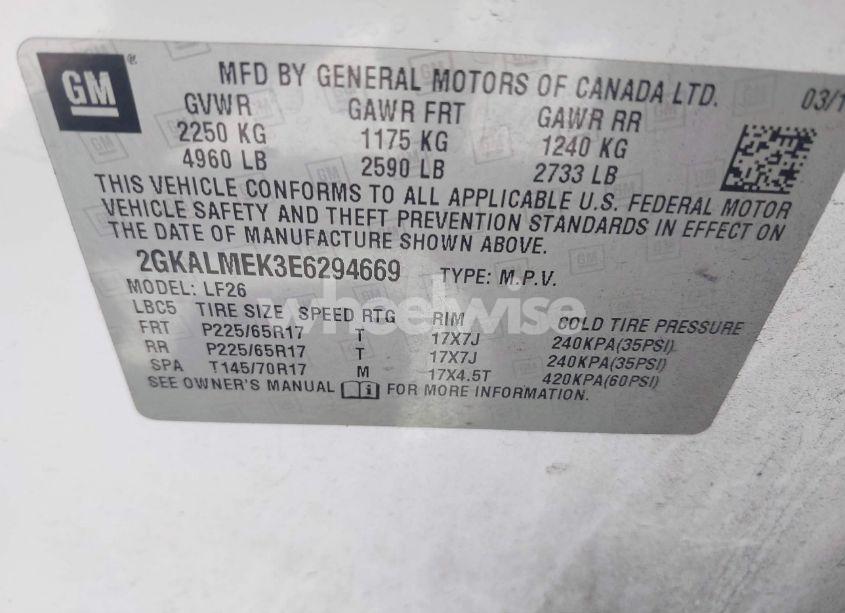 GM ®
MFD BY GENERAL MOTORS OF CANADA LTD. 03/1
GVWR GAWR FRT GAWR RR
2250 KG 1175 KG 1240 KG
4960 LB 2590 LB 2733 LB
THIS VEHICLE CONFORMS TO ALL APPLICABLE U.S. FEDERAL MOTOR
VEHICLE SAFETY AND THEFT PREVENTION STANDARDS IN EFFECT ON
THE DATE OF MANUFACTURE SHOWN ABOVE.
2GKALMEK3E6294669 TYPE: M.P.V.
MODEL: LF26
LBC5 TIRE SIZE SPEED RTG RIM COLD TIRE PRESSURE
FRT P225/65R17 T 17X7J 240KPA(35PSI)
RR P225/65R17 T 17X7J 240KPA(35PSI)
SPA T145/70R17 M 17X4.5T 420KPA(60PSI)
SEE OWNER'S MANUAL i FOR MORE INFORMATION.
wheelwise